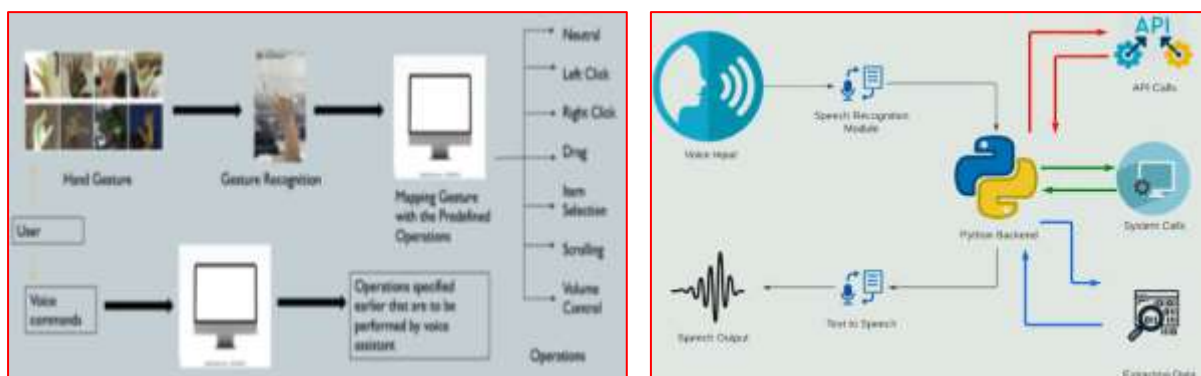 Hand Gesture
Gesture Recognition
Mapping Gesture
with the Predefined
Operations
Neutral
Left Click
Right Click
Drag
Item
Selection
Scrolling
Volume
Control
Operations
User
Voice
commands
Operations specified
earlier that are to be
performed by voice
assistant
Voice Input
Speech Recognition
Module
API
API Calls
Python Backend
System Calls
Text to Speech
Speech Output
Extracting Data